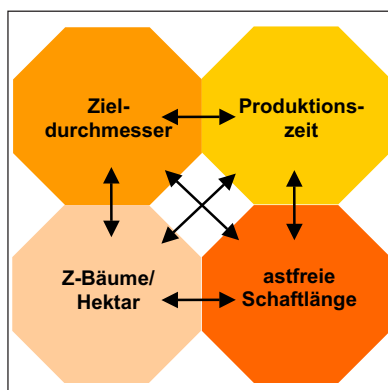 Ziel-
durchmesser
Produktions-
zeit
Z-Bäume/
Hektar
astfreie
Schaftlänge